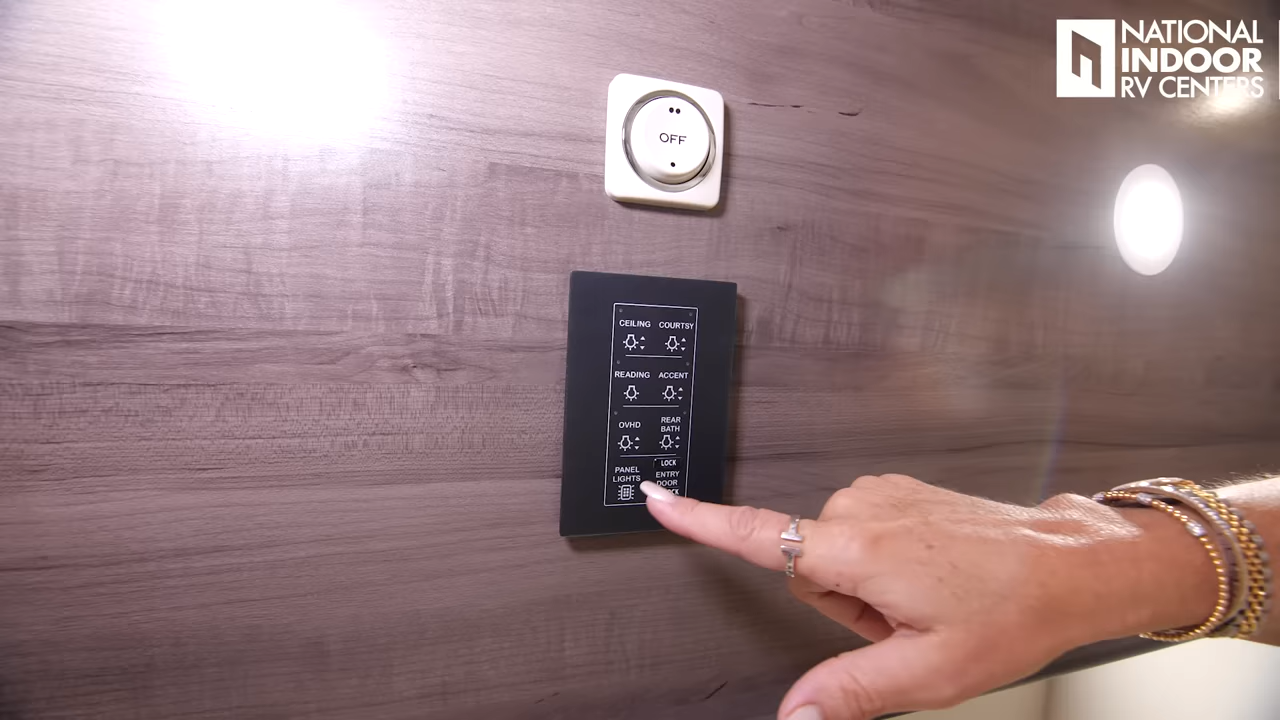 NATIONAL
INDOOR
RV CENTERS
OFF
CEILING COURTSY
READING ACCENT
OVHD REAR BATH
PANEL LIGHTS
LOCK
ENTRY
DOOR